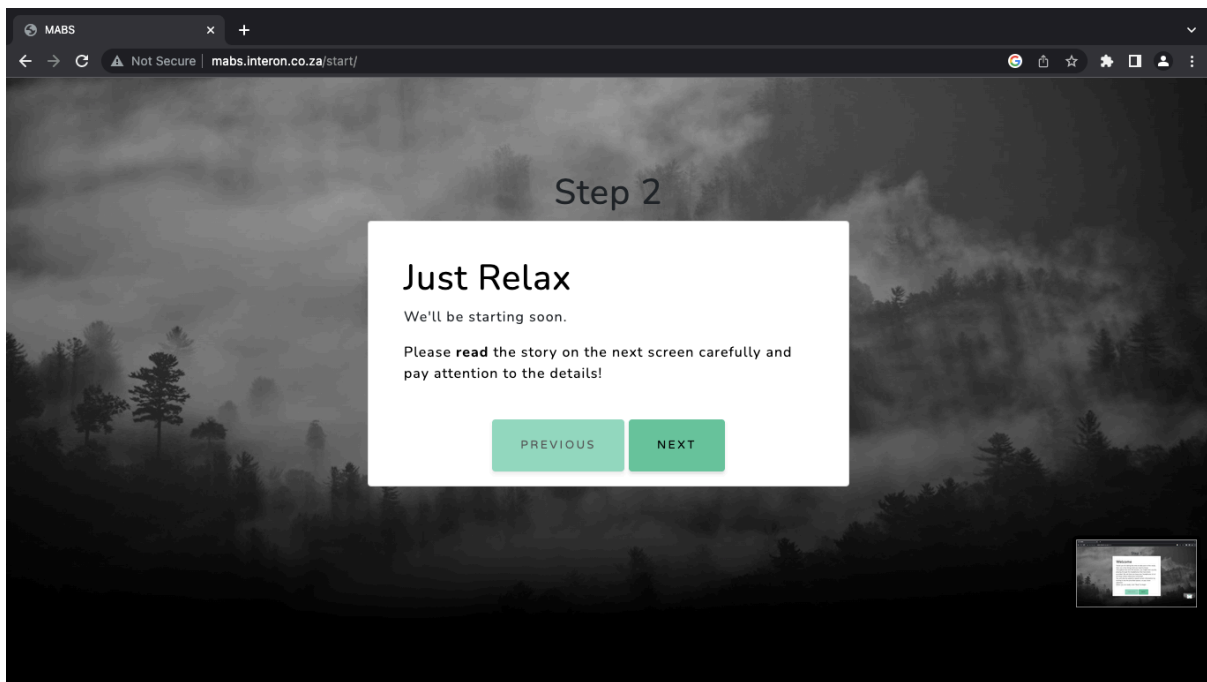 MABS
Not Secure | mabs.interon.co.za/start/
Step 2
Just Relax
We'll be starting soon.
Please read the story on the next screen carefully and
pay attention to the details!
PREVIOUS NEXT
Welcome